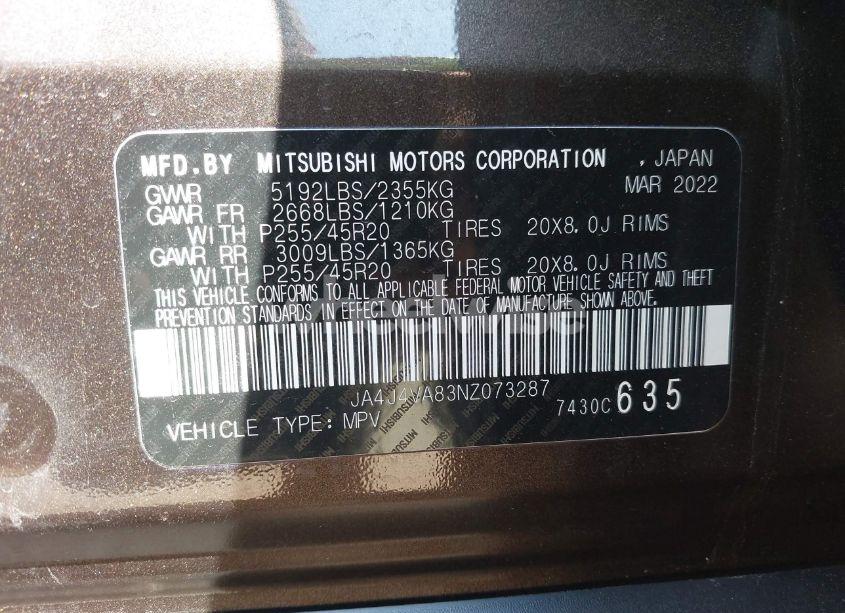 MFD.BY MITSUBISHI MOTORS CORPORATION , JAPAN
GVWR 5192LBS/2355KG MAR 2022
GAWR FR 2668LBS/1210KG
WITH P255/45R20 TIRES 20X8.0J RIMS
GAWR RR 3009LBS/1365KG
WITH P255/45R20 TIRES 20X8.0J RIMS
THIS VEHICLE CONFORMS TO ALL APPLICABLE FEDERAL MOTOR VEHICLE SAFETY AND THEFT
PREVENTION STANDARDS IN EFFECT ON THE DATE OF MANUFACTURE SHOWN ABOVE.
wheelwise
JA4J4VA83NZ073287
VEHICLE TYPE: MPV 7430C 635